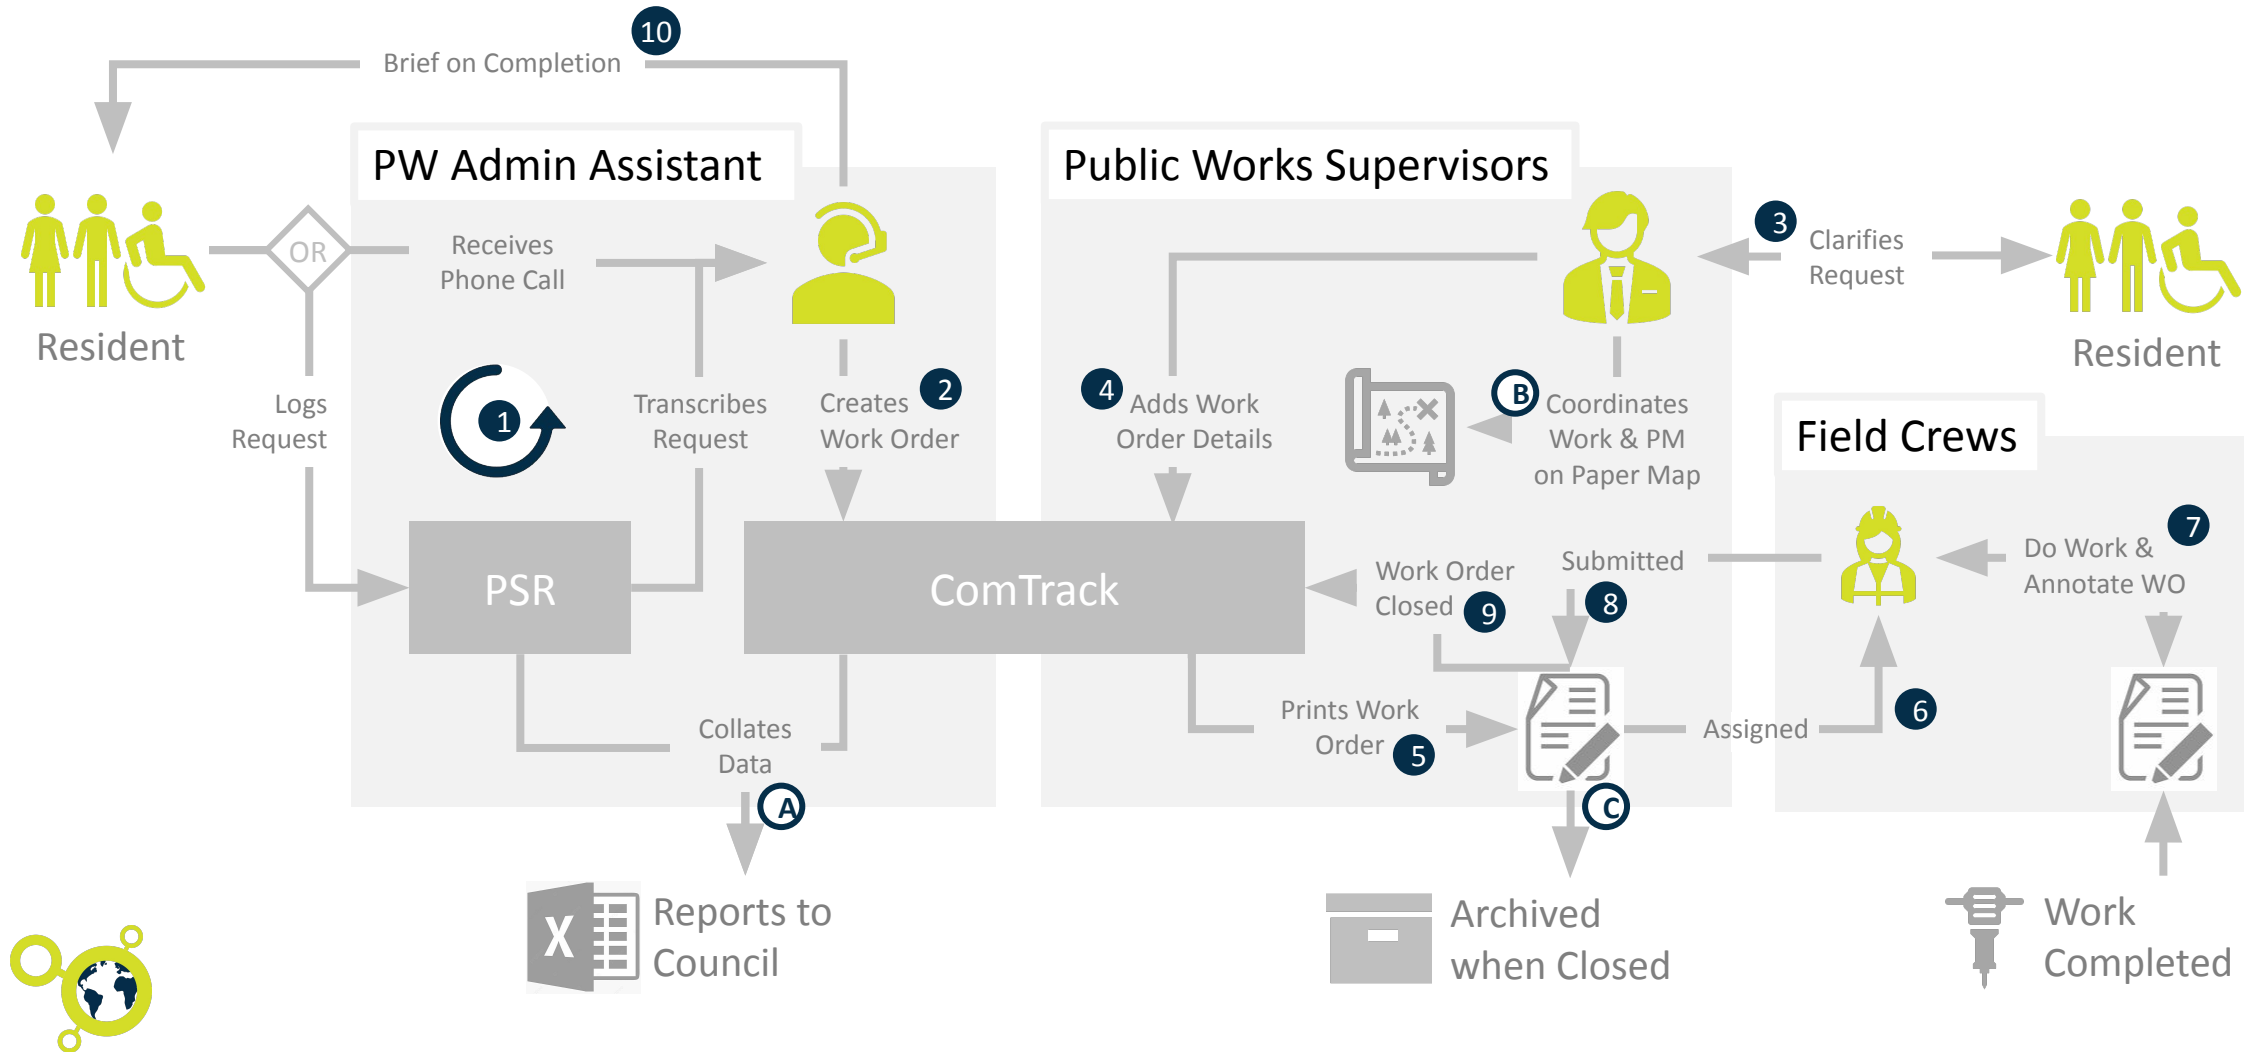 10
Brief on Completion
PW Admin Assistant
Public Works Supervisors
OR
Receives
Phone Call
3
Clarifies
Request
Resident
Resident
1
Logs
Request
Transcribes
Request
2
Creates
Work Order
4
Adds Work
Order Details
B
Coordinates
Work & PM
on Paper Map
Field Crews
7
Do Work &
Annotate WO
PSR
ComTrack
Work Order
Closed
9
Submitted
8
Prints Work
Order
5
Assigned
6
Collates
Data
A
C
X
Reports to
Council
Archived
when Closed
Work
Completed